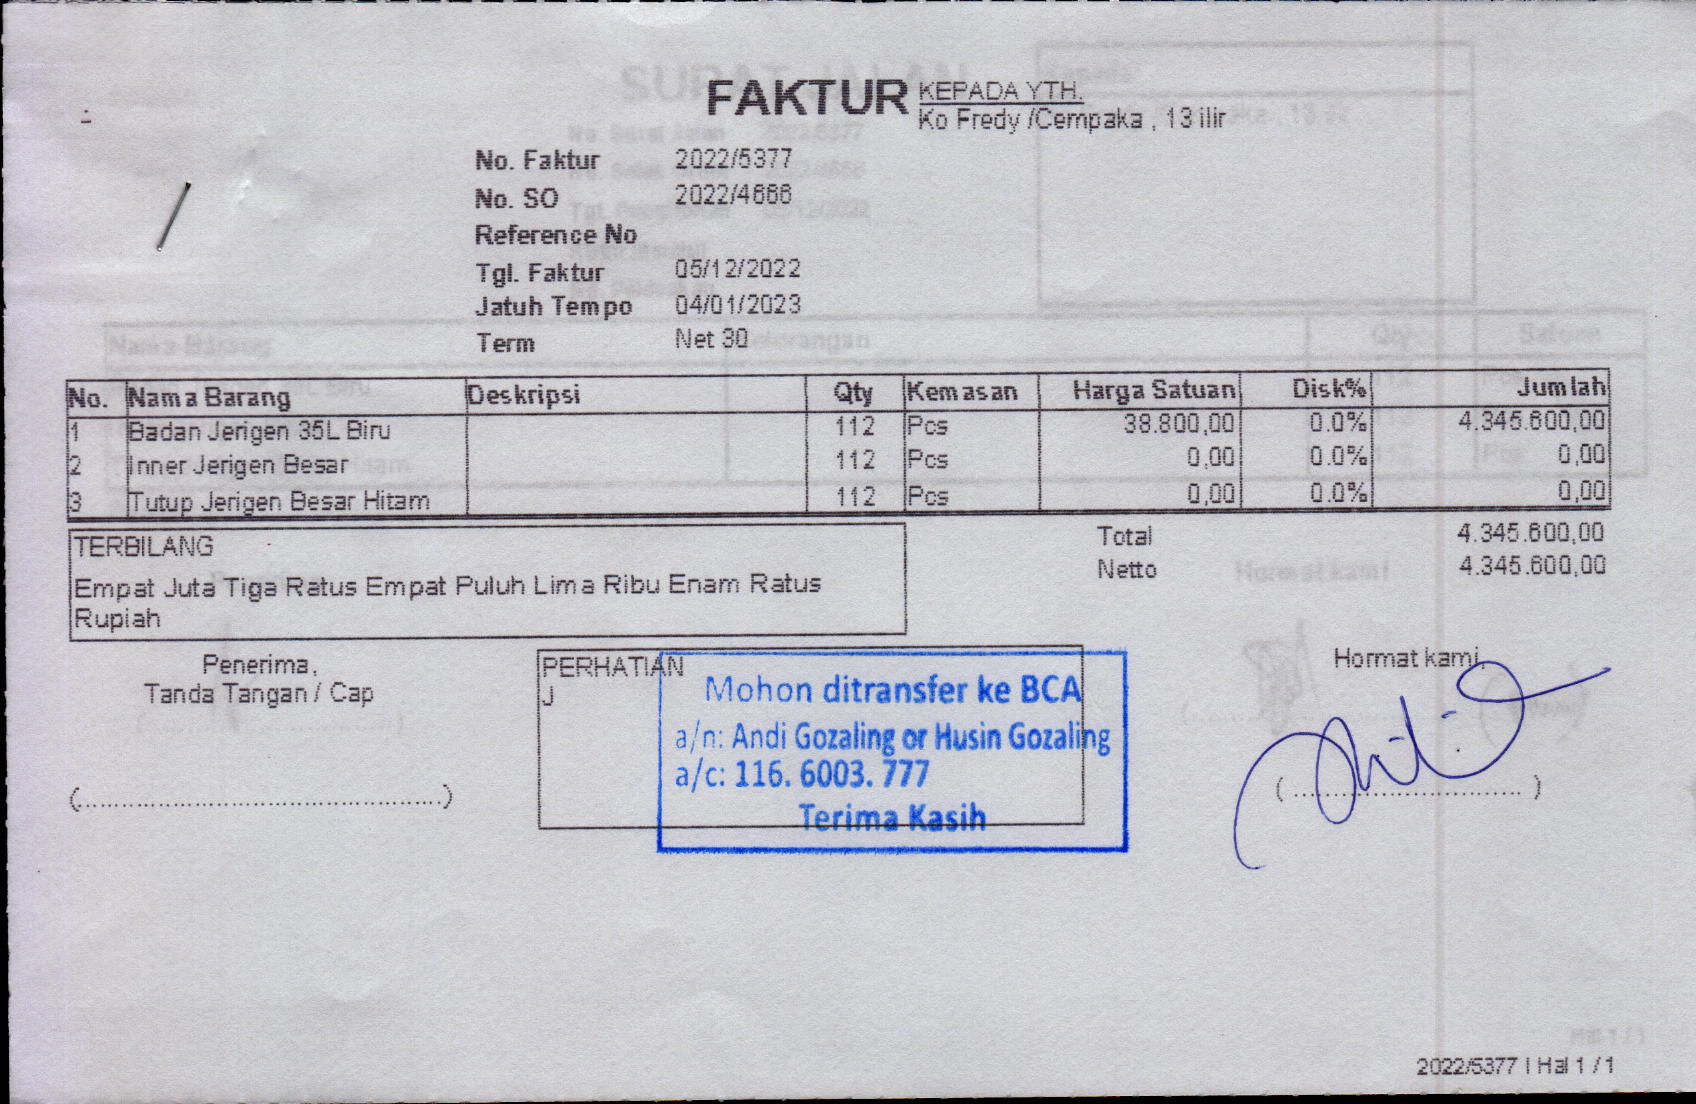 FAKTUR
KEPADA YTH.
Ko Fredy /Cempaka , 13 ilir
No. Faktur 2022/5377
No. SO 2022/4666
Reference No
Tgl. Faktur 05/12/2022
Jatuh Tempo 04/01/2023
Term Net 30
No. Nama Barang Deskripsi Qty Kemasan Harga Satuan Disk% Jumlah
1 Badan Jerigen 35L Biru 112 Pcs 38.800,00 0.0% 4.345.600,00
2 Inner Jerigen Besar 112 Pcs 0,00 0.0% 0,00
3 Tutup Jerigen Besar Hitam 112 Pcs 0,00 0.0% 0,00
Total 4.345.600,00
Netto 4.345.600,00
TERBILANG
Empat Juta Tiga Ratus Empat Puluh Lima Ribu Enam Ratus
Rupiah
Penerima,
Tanda Tangan / Cap
(..............................................)
PERHATIAN
J
Mohon ditransfer ke BCA
a/n: Andi Gozaling or Husin Gozaling
a/c: 116. 6003. 777
Terima Kasih
Hormat kami,
( .............................. )
2022/5377 | Hal 1 / 1